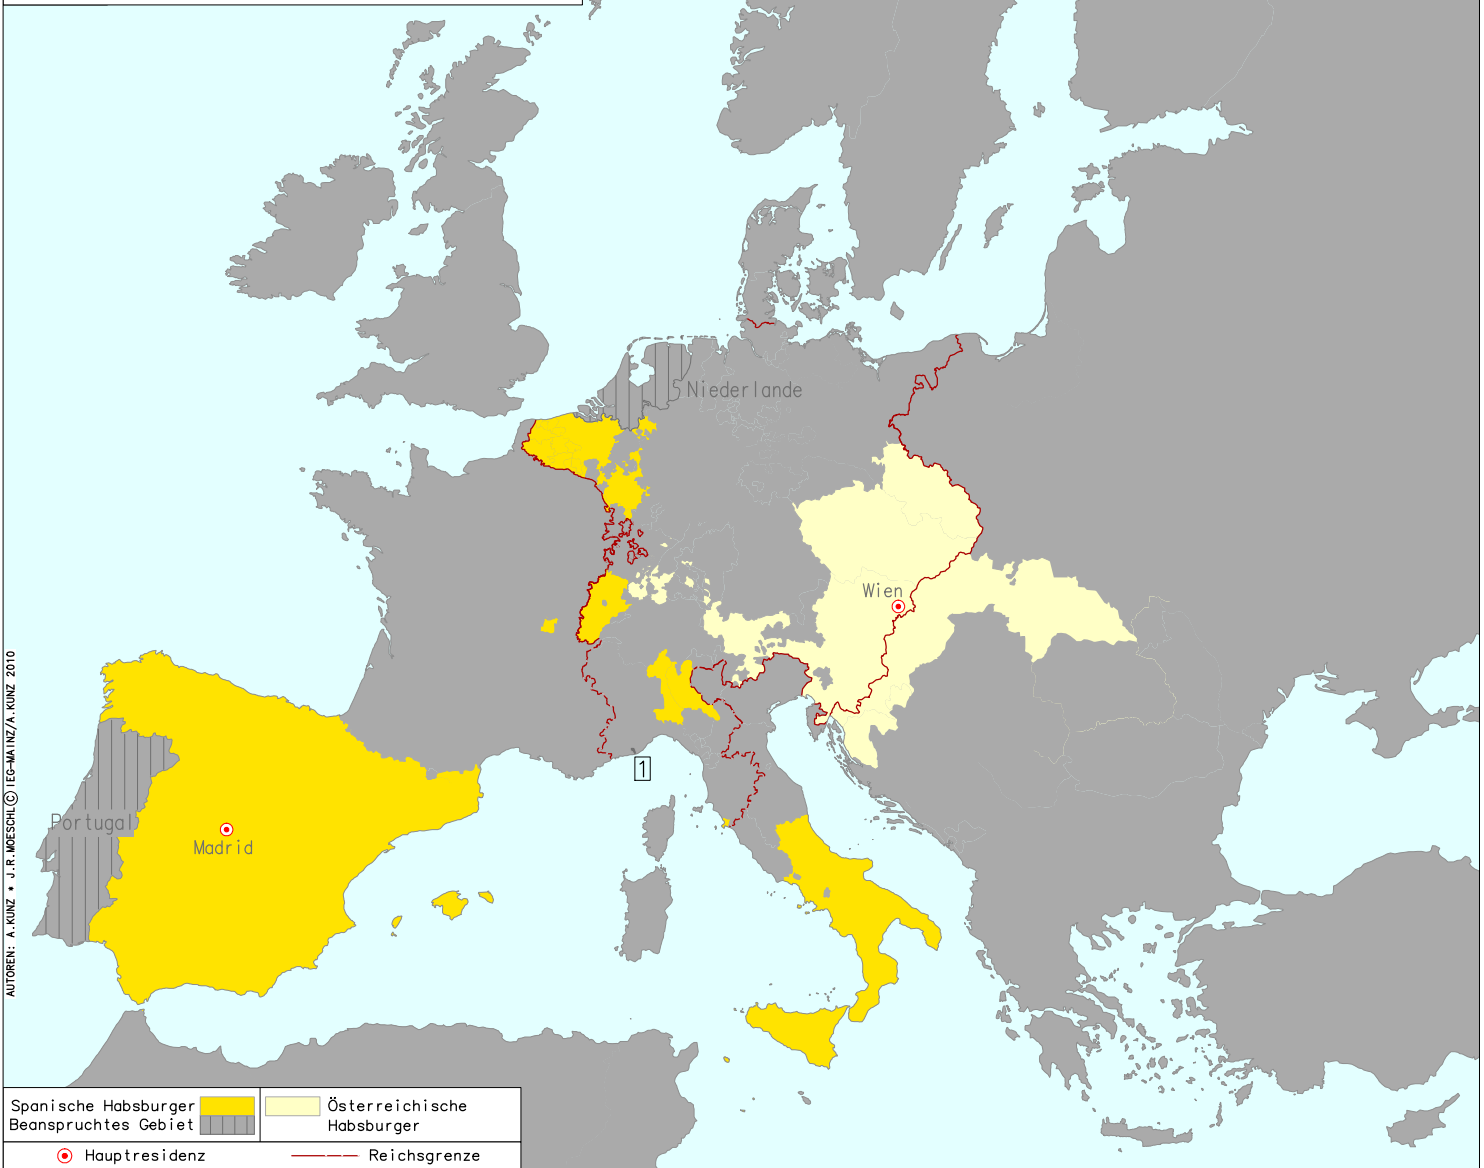 Niederlande
Wien
1
Portugal
Madrid
AUTOREN: A.KUNZ * J.R.MOESCHL © IEG-MAINZ/A.KUNZ 2010
Spanische Habsburger
Beanspruchtes Gebiet
Österreichische
Habsburger
Hauptresidenz
Reichsgrenze